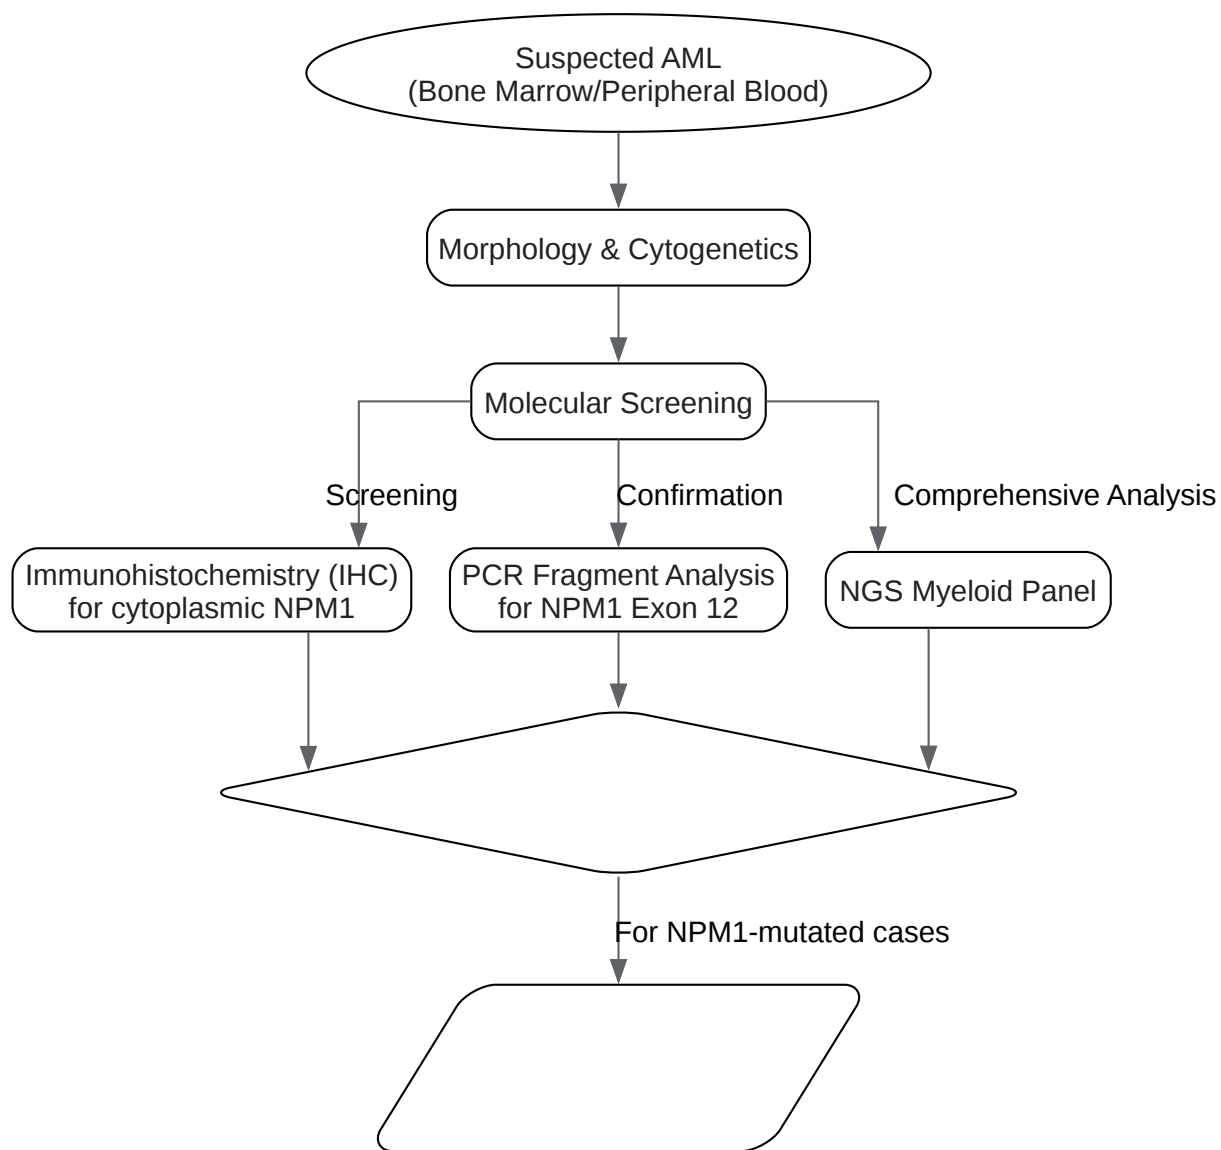 Suspected AML
(Bone Marrow/Peripheral Blood)
Morphology & Cytogenetics
Molecular Screening
Screening
Confirmation
Comprehensive Analysis
Immunohistochemistry (IHC)
for cytoplasmic NPM1
PCR Fragment Analysis
for NPM1 Exon 12
NGS Myeloid Panel
For NPM1-mutated cases